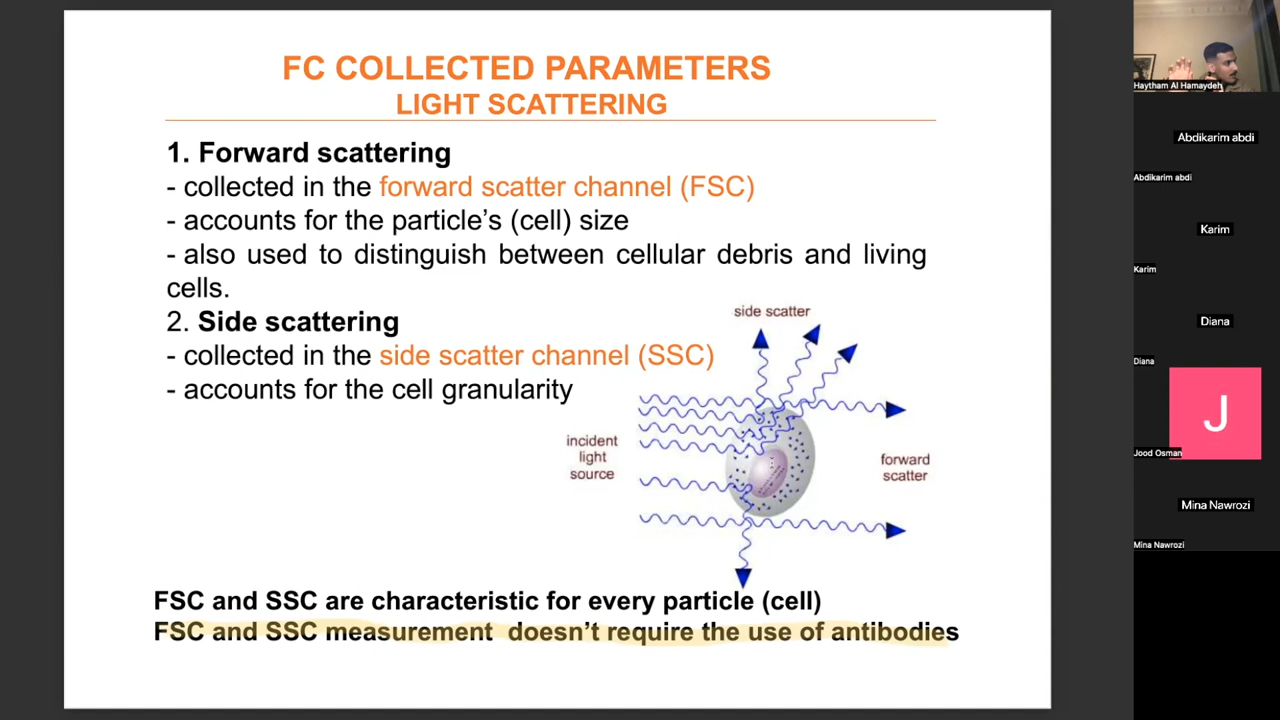 FC COLLECTED PARAMETERS
LIGHT SCATTERING
1. Forward scattering
- collected in the forward scatter channel (FSC)
- accounts for the particle’s (cell) size
- also used to distinguish between cellular debris and living
cells.
2. Side scattering
- collected in the side scatter channel (SSC)
- accounts for the cell granularity
side scatter
incident
light
source
forward
scatter
FSC and SSC are characteristic for every particle (cell)
FSC and SSC measurement doesn’t require the use of antibodies
Haytham Al Hamaydeh
Abdikarim abdi
Abdikarim abdi
Karim
Karim
Diana
Diana
J
Jood Osman
Mina Nawrozi
Mina Nawrozi